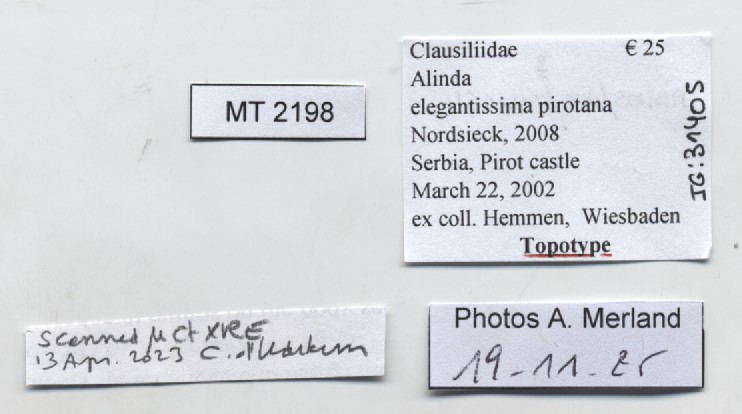 Clausiliidae € 25
Alinda
elegantissima pirotana
Nordsieck, 2008
Serbia, Pirot castle
March 22, 2002
ex coll. Hemmen, Wiesbaden
Topotype
IG:31405
MT 2198
Scanned µCt XRE
13 Apr. 2023 C.
Photos A. Merland
19-11-25